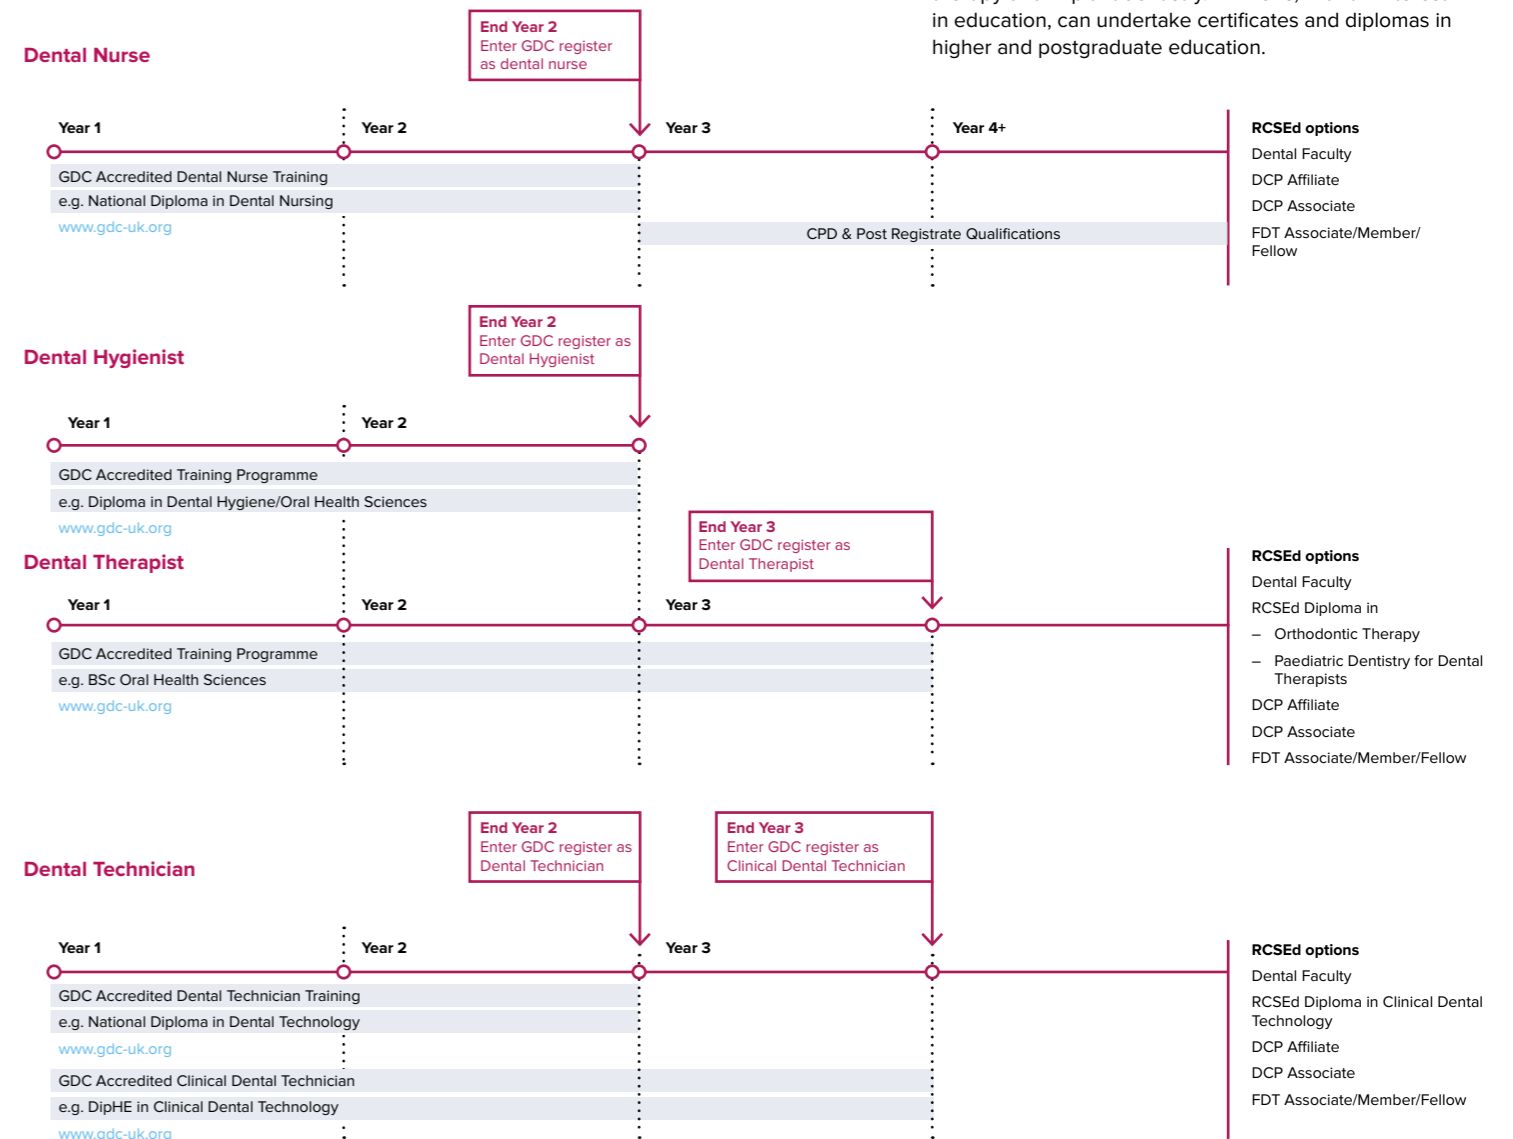 in education, can undertake certificates and diplomas in
higher and postgraduate education.
Dental Nurse
End Year 2
Enter GDC register
as dental nurse
Year 1
Year 2
Year 3
Year 4+
GDC Accredited Dental Nurse Training
e.g. National Diploma in Dental Nursing
www.gdc-uk.org
CPD & Post Registrate Qualifications
RCSEd options
Dental Faculty
DCP Affiliate
DCP Associate
FDT Associate/Member/
Fellow
Dental Hygienist
End Year 2
Enter GDC register as
Dental Hygienist
Year 1
Year 2
GDC Accredited Training Programme
e.g. Diploma in Dental Hygiene/Oral Health Sciences
www.gdc-uk.org
Dental Therapist
End Year 3
Enter GDC register as
Dental Therapist
Year 1
Year 2
Year 3
GDC Accredited Training Programme
e.g. BSc Oral Health Sciences
www.gdc-uk.org
RCSEd options
Dental Faculty
RCSEd Diploma in
– Orthodontic Therapy
– Paediatric Dentistry for Dental
Therapists
DCP Affiliate
DCP Associate
FDT Associate/Member/Fellow
Dental Technician
End Year 2
Enter GDC register as
Dental Technician
End Year 3
Enter GDC register as
Clinical Dental Technician
Year 1
Year 2
Year 3
GDC Accredited Dental Technician Training
e.g. National Diploma in Dental Technology
www.gdc-uk.org
GDC Accredited Clinical Dental Technician
e.g. DipHE in Clinical Dental Technology
www.gdc-uk.org
RCSEd options
Dental Faculty
RCSEd Diploma in Clinical Dental
Technology
DCP Affiliate
DCP Associate
FDT Associate/Member/Fellow